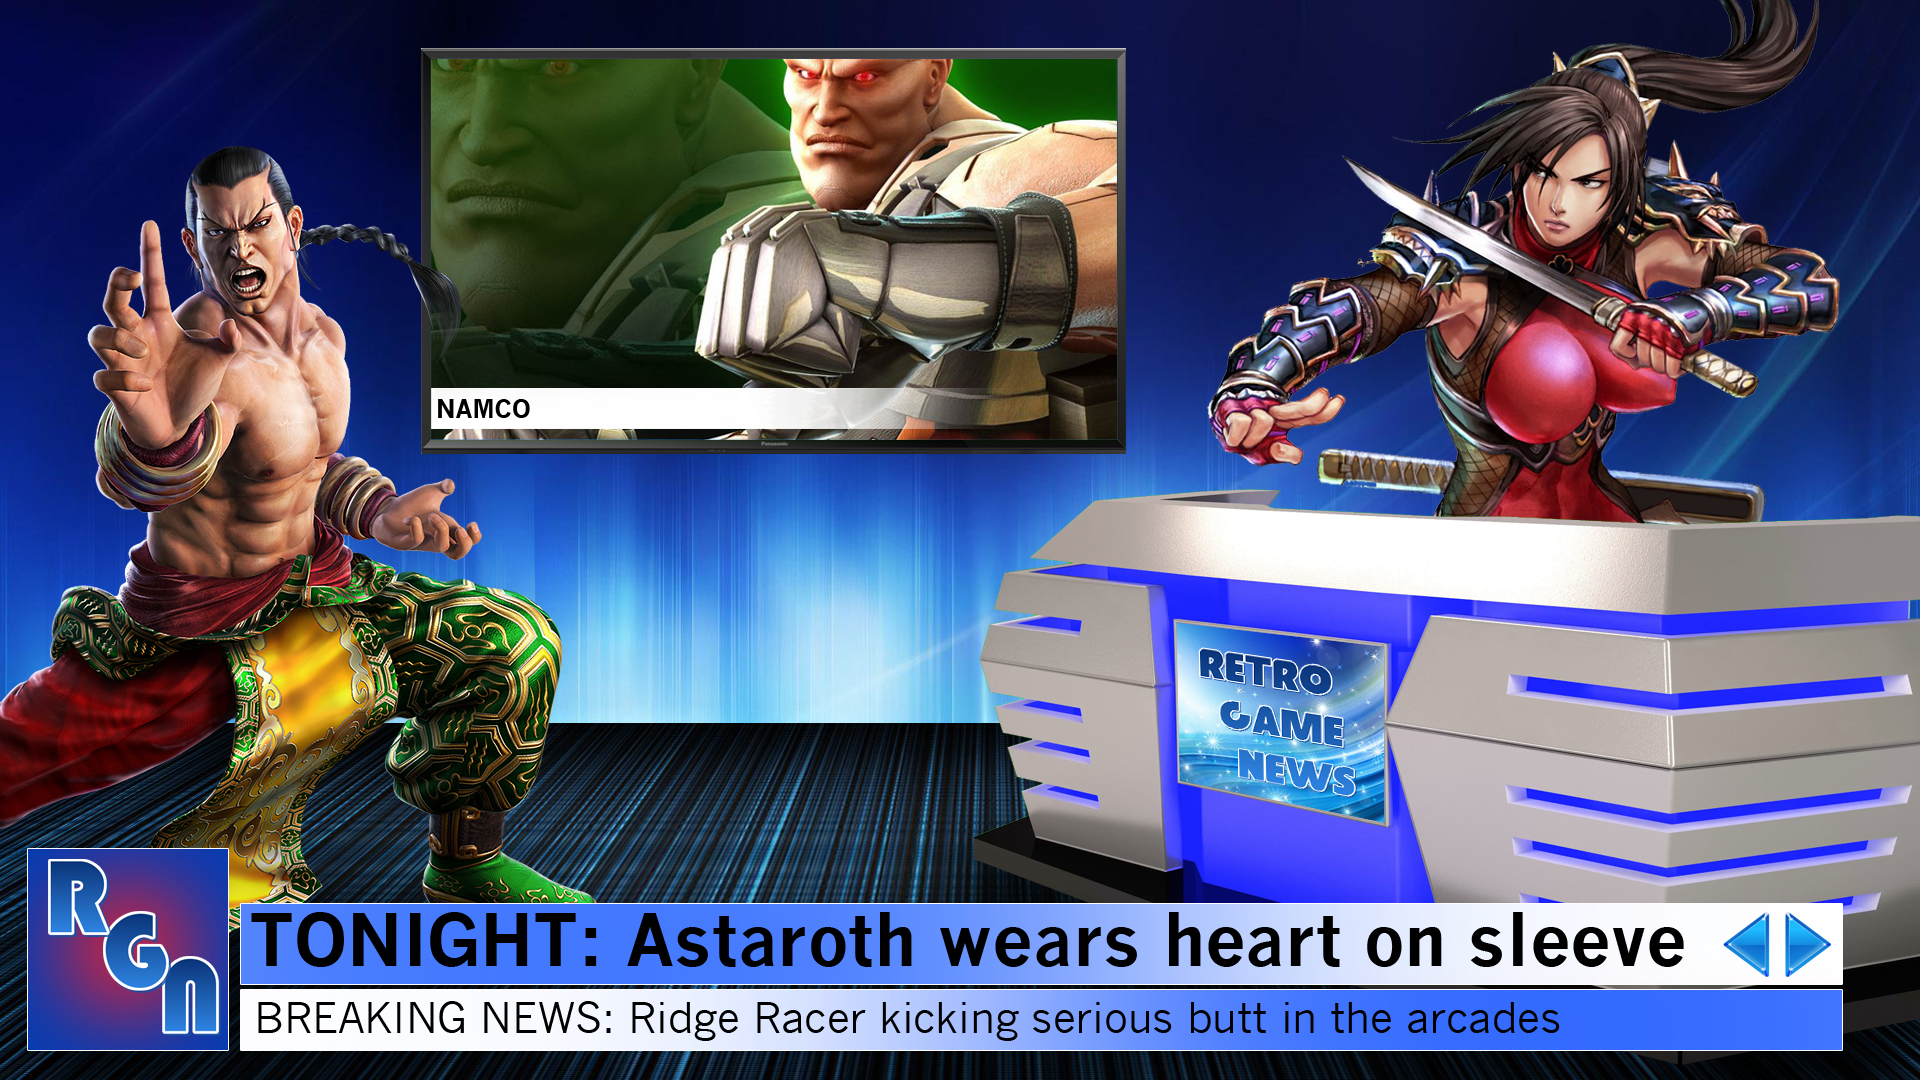 NAMCO
Panasonic
RETRO
GAME
NEWS
RGN
TONIGHT: Astaroth wears heart on sleeve
BREAKING NEWS: Ridge Racer kicking serious butt in the arcades